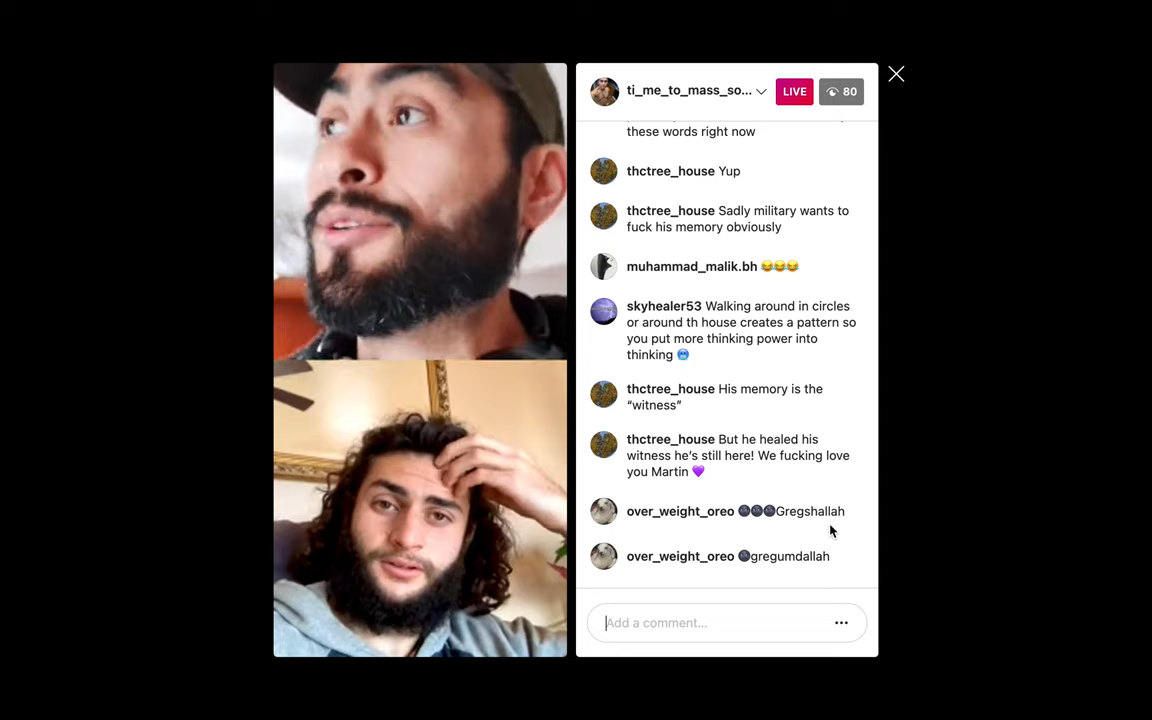 ti_me_to_mass_so...
LIVE
80
these words right now
thctree_house Yup
thctree_house Sadly military wants to
fuck his memory obviously
muhammad_malik.bh 😂😂😂
skyhealer53 Walking around in circles
or around th house creates a pattern so
you put more thinking power into
thinking 🥶
thctree_house His memory is the
“witness”
thctree_house But he healed his
witness he's still here! We fucking love
you Martin 💜
over_weight_oreo 🌚🌚🌚Gregshallah
over_weight_oreo 🌚gregumdallah
Add a comment...